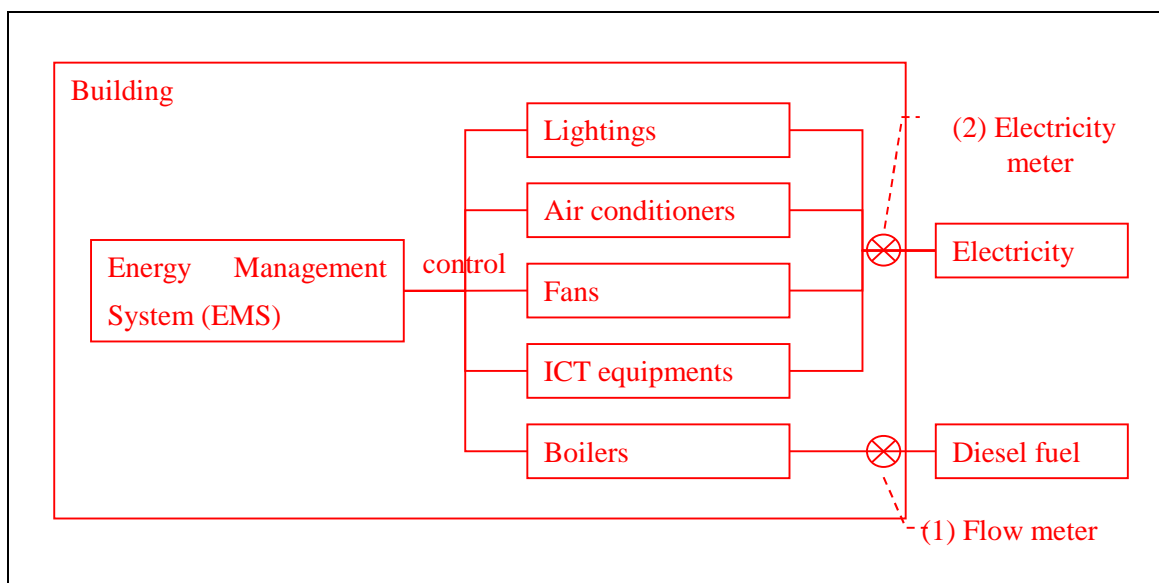 Building
Lightings
(2) Electricity
meter
Air conditioners
Energy Management
System (EMS)
control
Electricity
Fans
ICT equipments
Boilers
Diesel fuel
(1) Flow meter